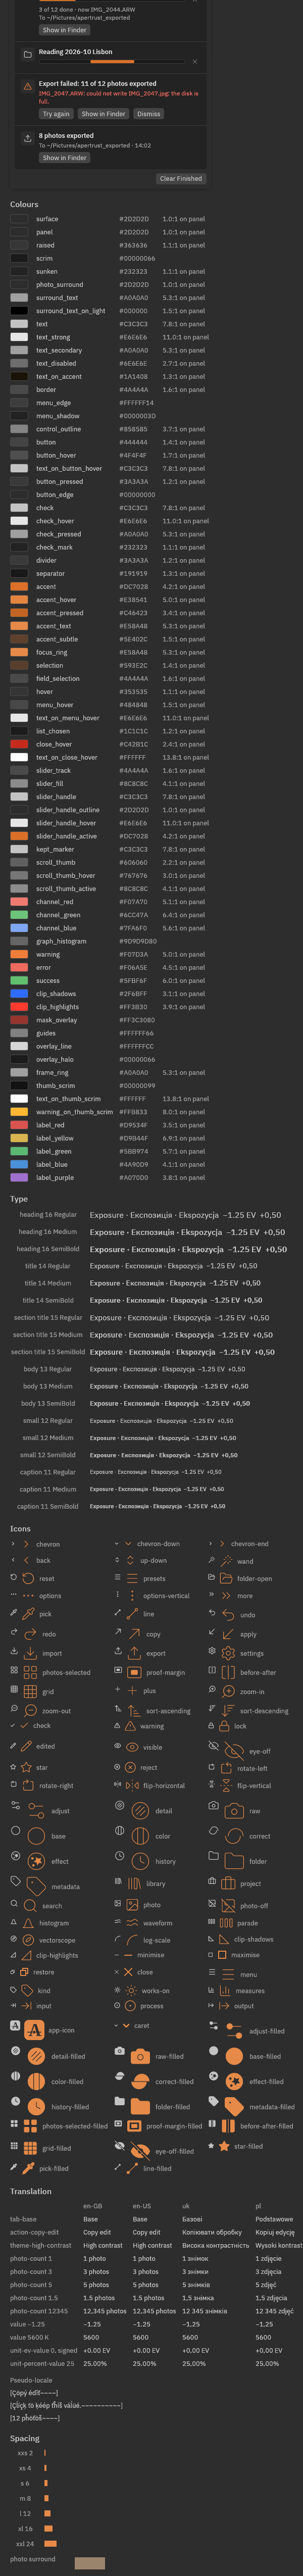 3 of 12 done · now IMG_2044.ARW
To ~/Pictures/apertrust_exported
Show in Finder
Reading 2026-10 Lisbon
Export failed: 11 of 12 photos exported
IMG_2047.ARW: could not write IMG_2047.jpg: the disk is
full.
Try again Show in Finder Dismiss
8 photos exported
To ~/Pictures/apertrust_exported · 14:02
Show in Finder
Clear Finished
Colours
surface #2D2D2D 1.0:1 on panel
panel #2D2D2D 1.0:1 on panel
raised #363636 1.1:1 on panel
scrim #00000066
sunken #232323 1.1:1 on panel
photo_surround #2D2D2D 1.0:1 on panel
surround_text #A0A0A0 5.3:1 on panel
surround_text_on_light #000000 1.5:1 on panel
text #C3C3C3 7.8:1 on panel
text_strong #E6E6E6 11.0:1 on panel
text_secondary #A0A0A0 5.3:1 on panel
text_disabled #6E6E6E 2.7:1 on panel
text_on_accent #1A1408 1.3:1 on panel
border #4A4A4A 1.6:1 on panel
menu_edge #FFFFFF14
menu_shadow #0000003D
control_outline #858585 3.7:1 on panel
button #444444 1.4:1 on panel
button_hover #4F4F4F 1.7:1 on panel
text_on_button_hover #C3C3C3 7.8:1 on panel
button_pressed #3A3A3A 1.2:1 on panel
button_edge #00000000
check #C3C3C3 7.8:1 on panel
check_hover #E6E6E6 11.0:1 on panel
check_pressed #A0A0A0 5.3:1 on panel
check_mark #232323 1.1:1 on panel
divider #3A3A3A 1.2:1 on panel
separator #191919 1.3:1 on panel
accent #DC7028 4.2:1 on panel
accent_hover #E38541 5.0:1 on panel
accent_pressed #C46423 3.4:1 on panel
accent_text #E58A48 5.3:1 on panel
accent_subtle #5E402C 1.5:1 on panel
focus_ring #E58A48 5.3:1 on panel
selection #593E2C 1.4:1 on panel
field_selection #4A4A4A 1.6:1 on panel
hover #353535 1.1:1 on panel
menu_hover #484848 1.5:1 on panel
text_on_menu_hover #E6E6E6 11.0:1 on panel
list_chosen #1C1C1C 1.2:1 on panel
close_hover #C42B1C 2.4:1 on panel
text_on_close_hover #FFFFFF 13.8:1 on panel
slider_track #4A4A4A 1.6:1 on panel
slider_fill #8C8C8C 4.1:1 on panel
slider_handle #C3C3C3 7.8:1 on panel
slider_handle_outline #2D2D2D 1.0:1 on panel
slider_handle_hover #E6E6E6 11.0:1 on panel
slider_handle_active #DC7028 4.2:1 on panel
kept_marker #C3C3C3 7.8:1 on panel
scroll_thumb #606060 2.2:1 on panel
scroll_thumb_hover #767676 3.0:1 on panel
scroll_thumb_active #8C8C8C 4.1:1 on panel
channel_red #F07A70 5.1:1 on panel
channel_green #6CC47A 6.4:1 on panel
channel_blue #7FA6F0 5.6:1 on panel
graph_histogram #9D9D9D80
warning #F07D3A 5.0:1 on panel
error #F06A5E 4.5:1 on panel
success #5FBF6F 6.0:1 on panel
clip_shadows #2F6BFF 3.1:1 on panel
clip_highlights #FF3B30 3.9:1 on panel
mask_overlay #FF3C3080
guides #FFFFFF66
overlay_line #FFFFFFCC
overlay_halo #00000066
frame_ring #A0A0A0 5.3:1 on panel
thumb_scrim #00000099
text_on_thumb_scrim #FFFFFF 13.8:1 on panel
warning_on_thumb_scrim #FFB833 8.0:1 on panel
label_red #D9534F 3.5:1 on panel
label_yellow #D9B44F 6.9:1 on panel
label_green #5BB974 5.7:1 on panel
label_blue #4A90D9 4.1:1 on panel
label_purple #A070D0 3.8:1 on panel
Type
heading 16 Regular Exposure · Експозиція · Ekspozycja −1.25 EV +0,50
heading 16 Medium Exposure · Експозиція · Ekspozycja −1.25 EV +0,50
heading 16 SemiBold Exposure · Експозиція · Ekspozycja −1.25 EV +0,50
title 14 Regular Exposure · Експозиція · Ekspozycja −1.25 EV +0,50
title 14 Medium Exposure · Експозиція · Ekspozycja −1.25 EV +0,50
title 14 SemiBold Exposure · Експозиція · Ekspozycja −1.25 EV +0,50
section title 15 Regular Exposure · Експозиція · Ekspozycja −1.25 EV +0,50
section title 15 Medium Exposure · Експозиція · Ekspozycja −1.25 EV +0,50
section title 15 SemiBold Exposure · Експозиція · Ekspozycja −1.25 EV +0,50
body 13 Regular Exposure · Експозиція · Ekspozycja −1.25 EV +0,50
body 13 Medium Exposure · Експозиція · Ekspozycja −1.25 EV +0,50
body 13 SemiBold Exposure · Експозиція · Ekspozycja −1.25 EV +0,50
small 12 Regular Exposure · Експозиція · Ekspozycja −1.25 EV +0,50
small 12 Medium Exposure · Експозиція · Ekspozycja −1.25 EV +0,50
small 12 SemiBold Exposure · Експозиція · Ekspozycja −1.25 EV +0,50
caption 11 Regular Exposure · Експозиція · Ekspozycja −1.25 EV +0,50
caption 11 Medium Exposure · Експозиція · Ekspozycja −1.25 EV +0,50
caption 11 SemiBold Exposure · Експозиція · Ekspozycja −1.25 EV +0,50
Icons
chevron chevron-down chevron-end
back up-down wand
reset presets folder-open
options options-vertical more
pick line undo
redo copy apply
import export settings
photos-selected proof-margin before-after
grid plus zoom-in
zoom-out sort-ascending sort-descending
check warning lock
edited visible eye-off
star reject rotate-left
rotate-right flip-horizontal flip-vertical
adjust detail raw
base color correct
effect history folder
metadata library project
search photo photo-off
histogram waveform parade
vectorscope log-scale clip-shadows
clip-highlights minimise maximise
restore close menu
kind works-on measures
input process output
app-icon caret adjust-filled
detail-filled raw-filled base-filled
color-filled correct-filled effect-filled
history-filled folder-filled metadata-filled
photos-selected-filled proof-margin-filled before-after-filled
grid-filled eye-off-filled star-filled
pick-filled line-filled
Translation
en-GB en-US uk pl
tab-base Base Base Базові Podstawowe
action-copy-edit Copy edit Copy edit Копіювати обробку Kopiuj edycję
theme-high-contrast High contrast High contrast Висока контрастність Wysoki kontrast
photo-count 1 1 photo 1 photo 1 знімок 1 zdjęcie
photo-count 3 3 photos 3 photos 3 знімки 3 zdjęcia
photo-count 5 5 photos 5 photos 5 знімків 5 zdjęć
photo-count 1.5 1.5 photos 1.5 photos 1,5 знімка 1,5 zdjęcia
photo-count 12345 12,345 photos 12,345 photos 12 345 знімків 12 345 zdjęć
value −1.25 −1.25 −1.25 −1,25 −1,25
value 5600 K 5600 5600 5600 5600
unit-ev-value 0, signed +0.00 EV +0.00 EV +0,00 EV +0,00 EV
unit-percent-value 25 25.00% 25.00% 25,00% 25,00%
Pseudo-locale
[12 þĥöţöš~~~~]
Spacing
xxs 2
xs 4
s 6
m 8
l 12
xl 16
xxl 24
photo surround